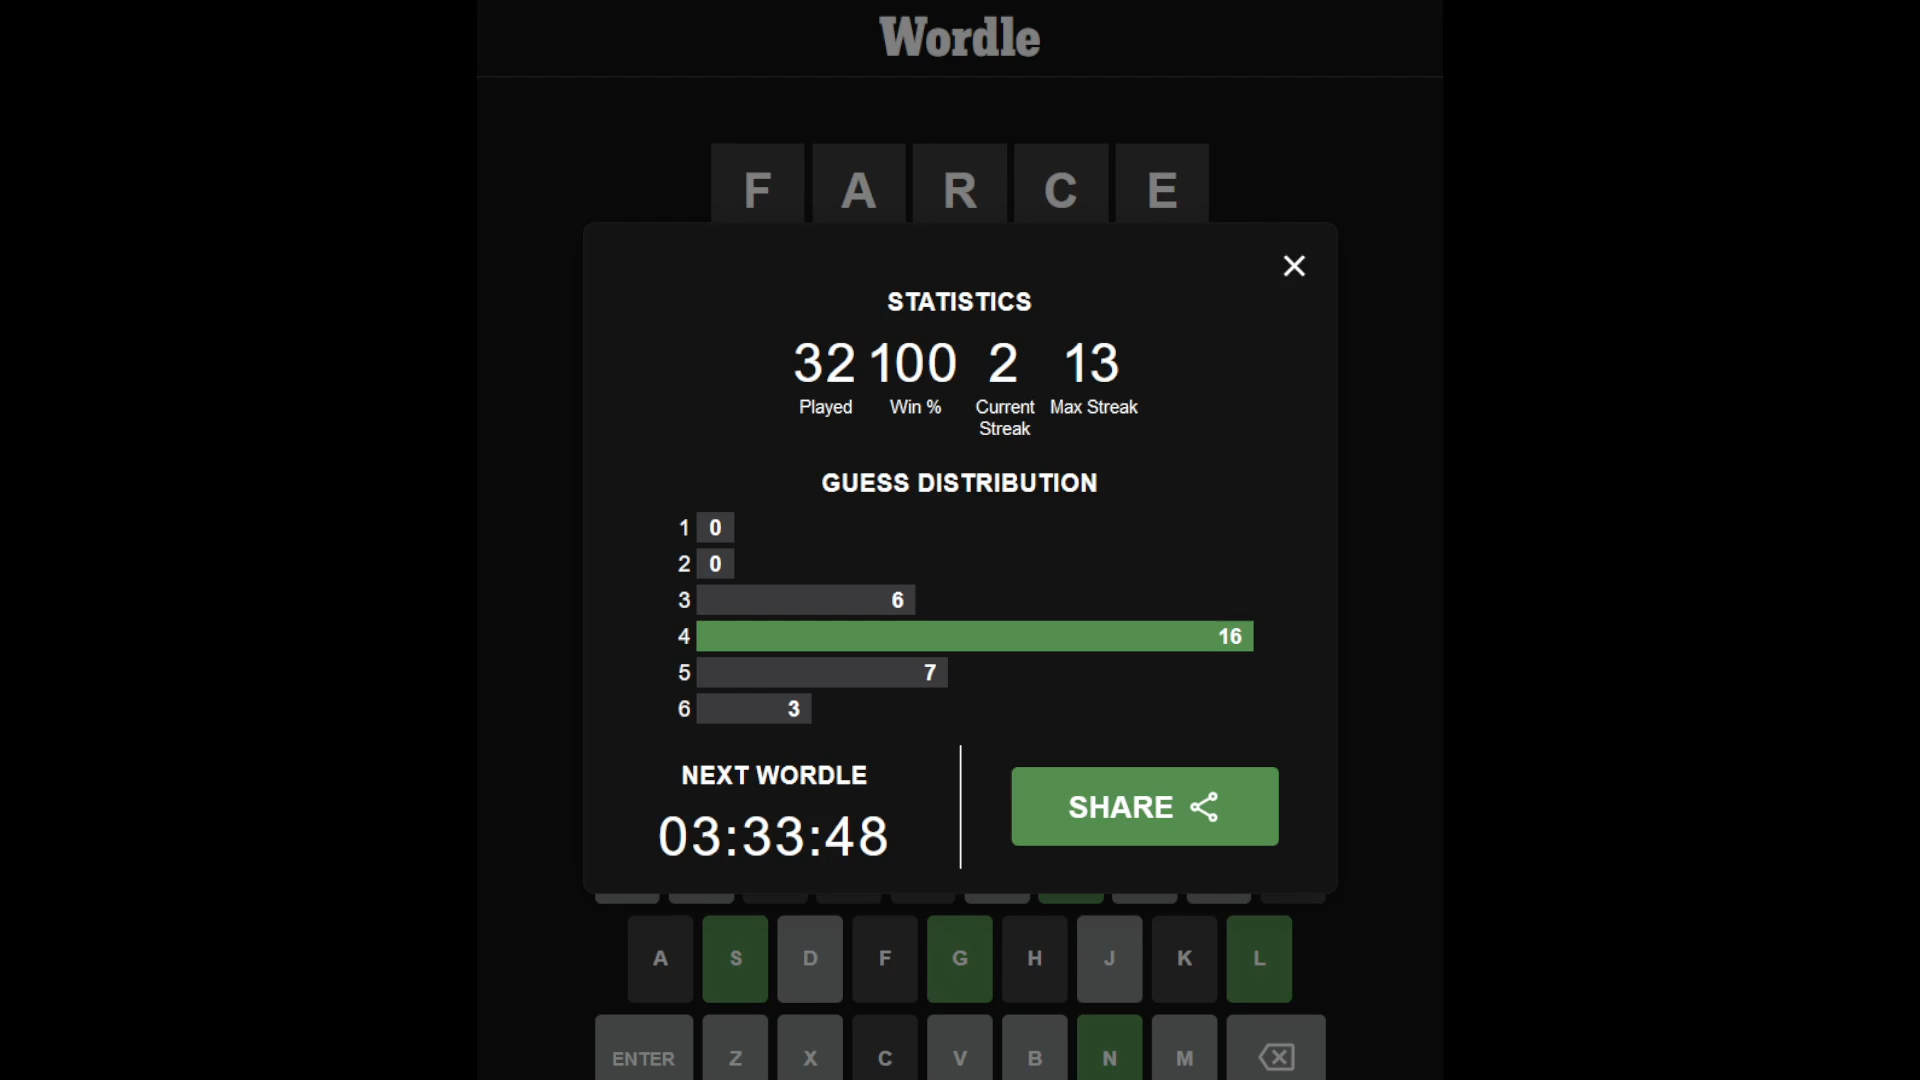 Wordle
F A R C E
STATISTICS
32 100 2 13
Played Win % Current Streak Max Streak
GUESS DISTRIBUTION
1 0
2 0
3 6
4 16
5 7
6 3
NEXT WORDLE
03:33:48
SHARE
A S D F G H J K L
ENTER Z X C V B N M